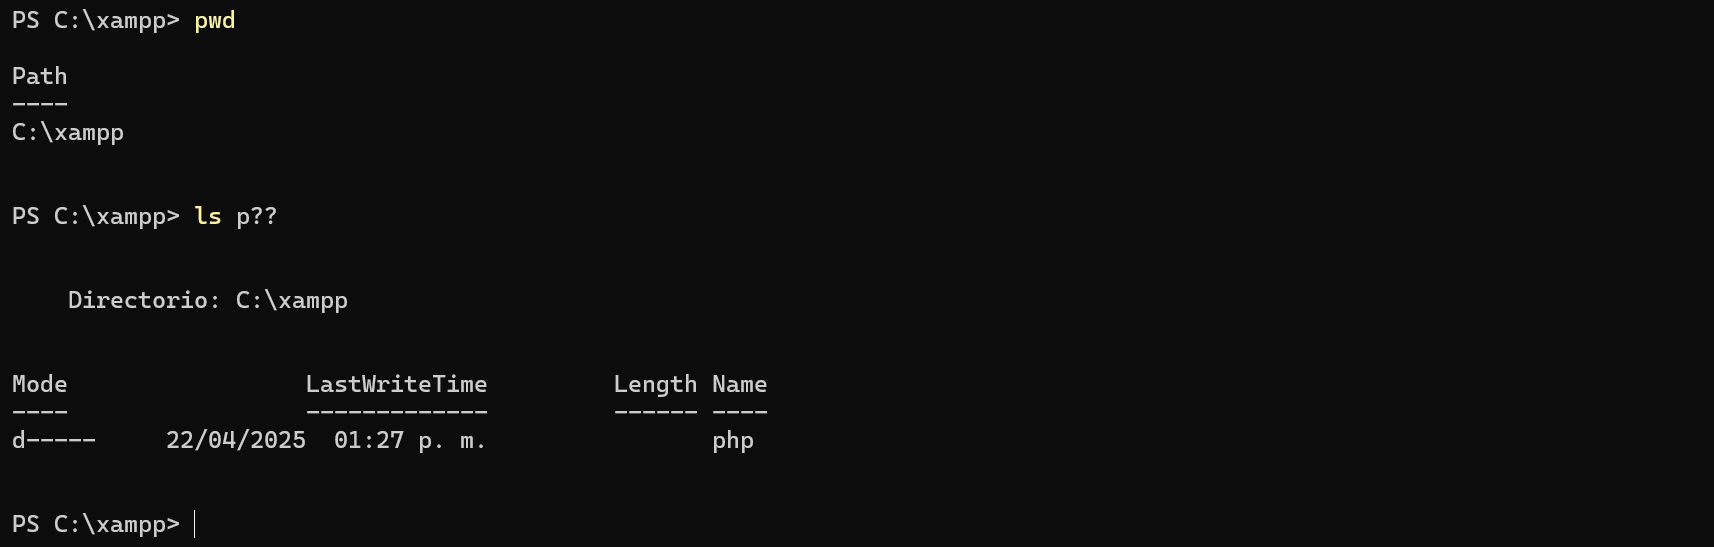 PS C:\xampp> pwd
Path
----
C:\xampp
PS C:\xampp> ls p??
    Directorio: C:\xampp
Mode                 LastWriteTime         Length Name
----                 -------------         ------ ----
d-----     22/04/2025  01:27 p. m.                php
PS C:\xampp>